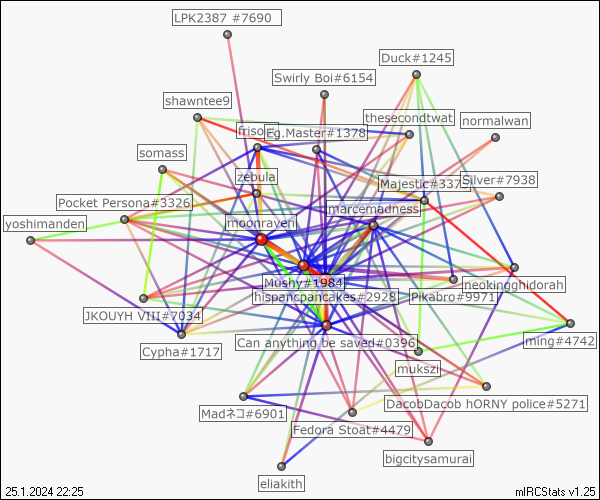 LPK2387 #7690
Duck#1245
Swirly Boi#6154
shawntee9
thesecondtwat
normalwan
Eg.Master#1378
somass
zebula
Majestic#337
Silver#7938
Pocket Persona#3326
marcemadness
yoshimanden
moonraven
Mushy#1984
neokingghidorah
hispancpancakes#2928
Pikabro#9971
JKOUYH VIII#7034
Can anything be saved#0396
ming#4742
Cypha#1717
mukszi
DacobDacob hORNY police#5271
Madネコ#6901
Fedora Stoat#4479
bigcitysamurai
eliakith
25.1.2024 22:25
mIRCStats v1.25